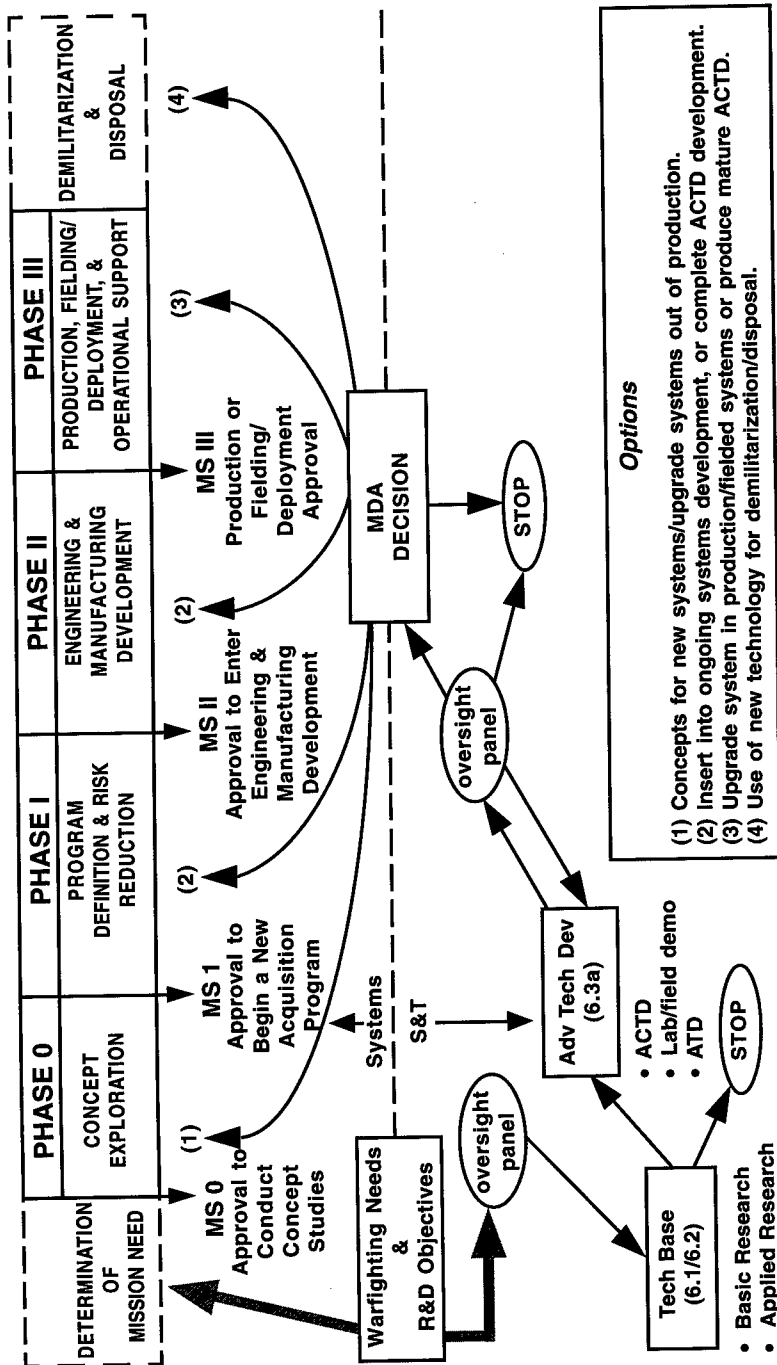 DETERMINATION
OF
MISSION NEED
PHASE 0
CONCEPT
EXPLORATION
PHASE I
PROGRAM
DEFINITION & RISK
REDUCTION
PHASE II
ENGINEERING &
MANUFACTURING
DEVELOPMENT
PHASE III
PRODUCTION, FIELDING/
DEPLOYMENT, &
OPERATIONAL SUPPORT
DEMILITARIZATION
&
DISPOSAL
MS 0
Approval to
Conduct
Concept
Studies
(1)
MS 1
Approval to
Begin a New
Acquisition
Program
(2)
MS II
Approval to Enter
Engineering &
Manufacturing
Development
(2)
MS III
Production or
Fielding/
Deployment
Approval
(3)
(4)
Warfighting Needs
&
R&D Objectives
Systems
S&T
MDA
DECISION
oversight
panel
oversight
panel
STOP
Tech Base
(6.1/6.2)
• Basic Research
• Applied Research
Adv Tech Dev
(6.3a)
• ACTD
• Lab/field demo
• ATD
STOP
Options
(1) Concepts for new systems/upgrade systems out of production.
(2) Insert into ongoing systems development, or complete ACTD development.
(3) Upgrade system in production/fielded systems or produce mature ACTD.
(4) Use of new technology for demilitarization/disposal.